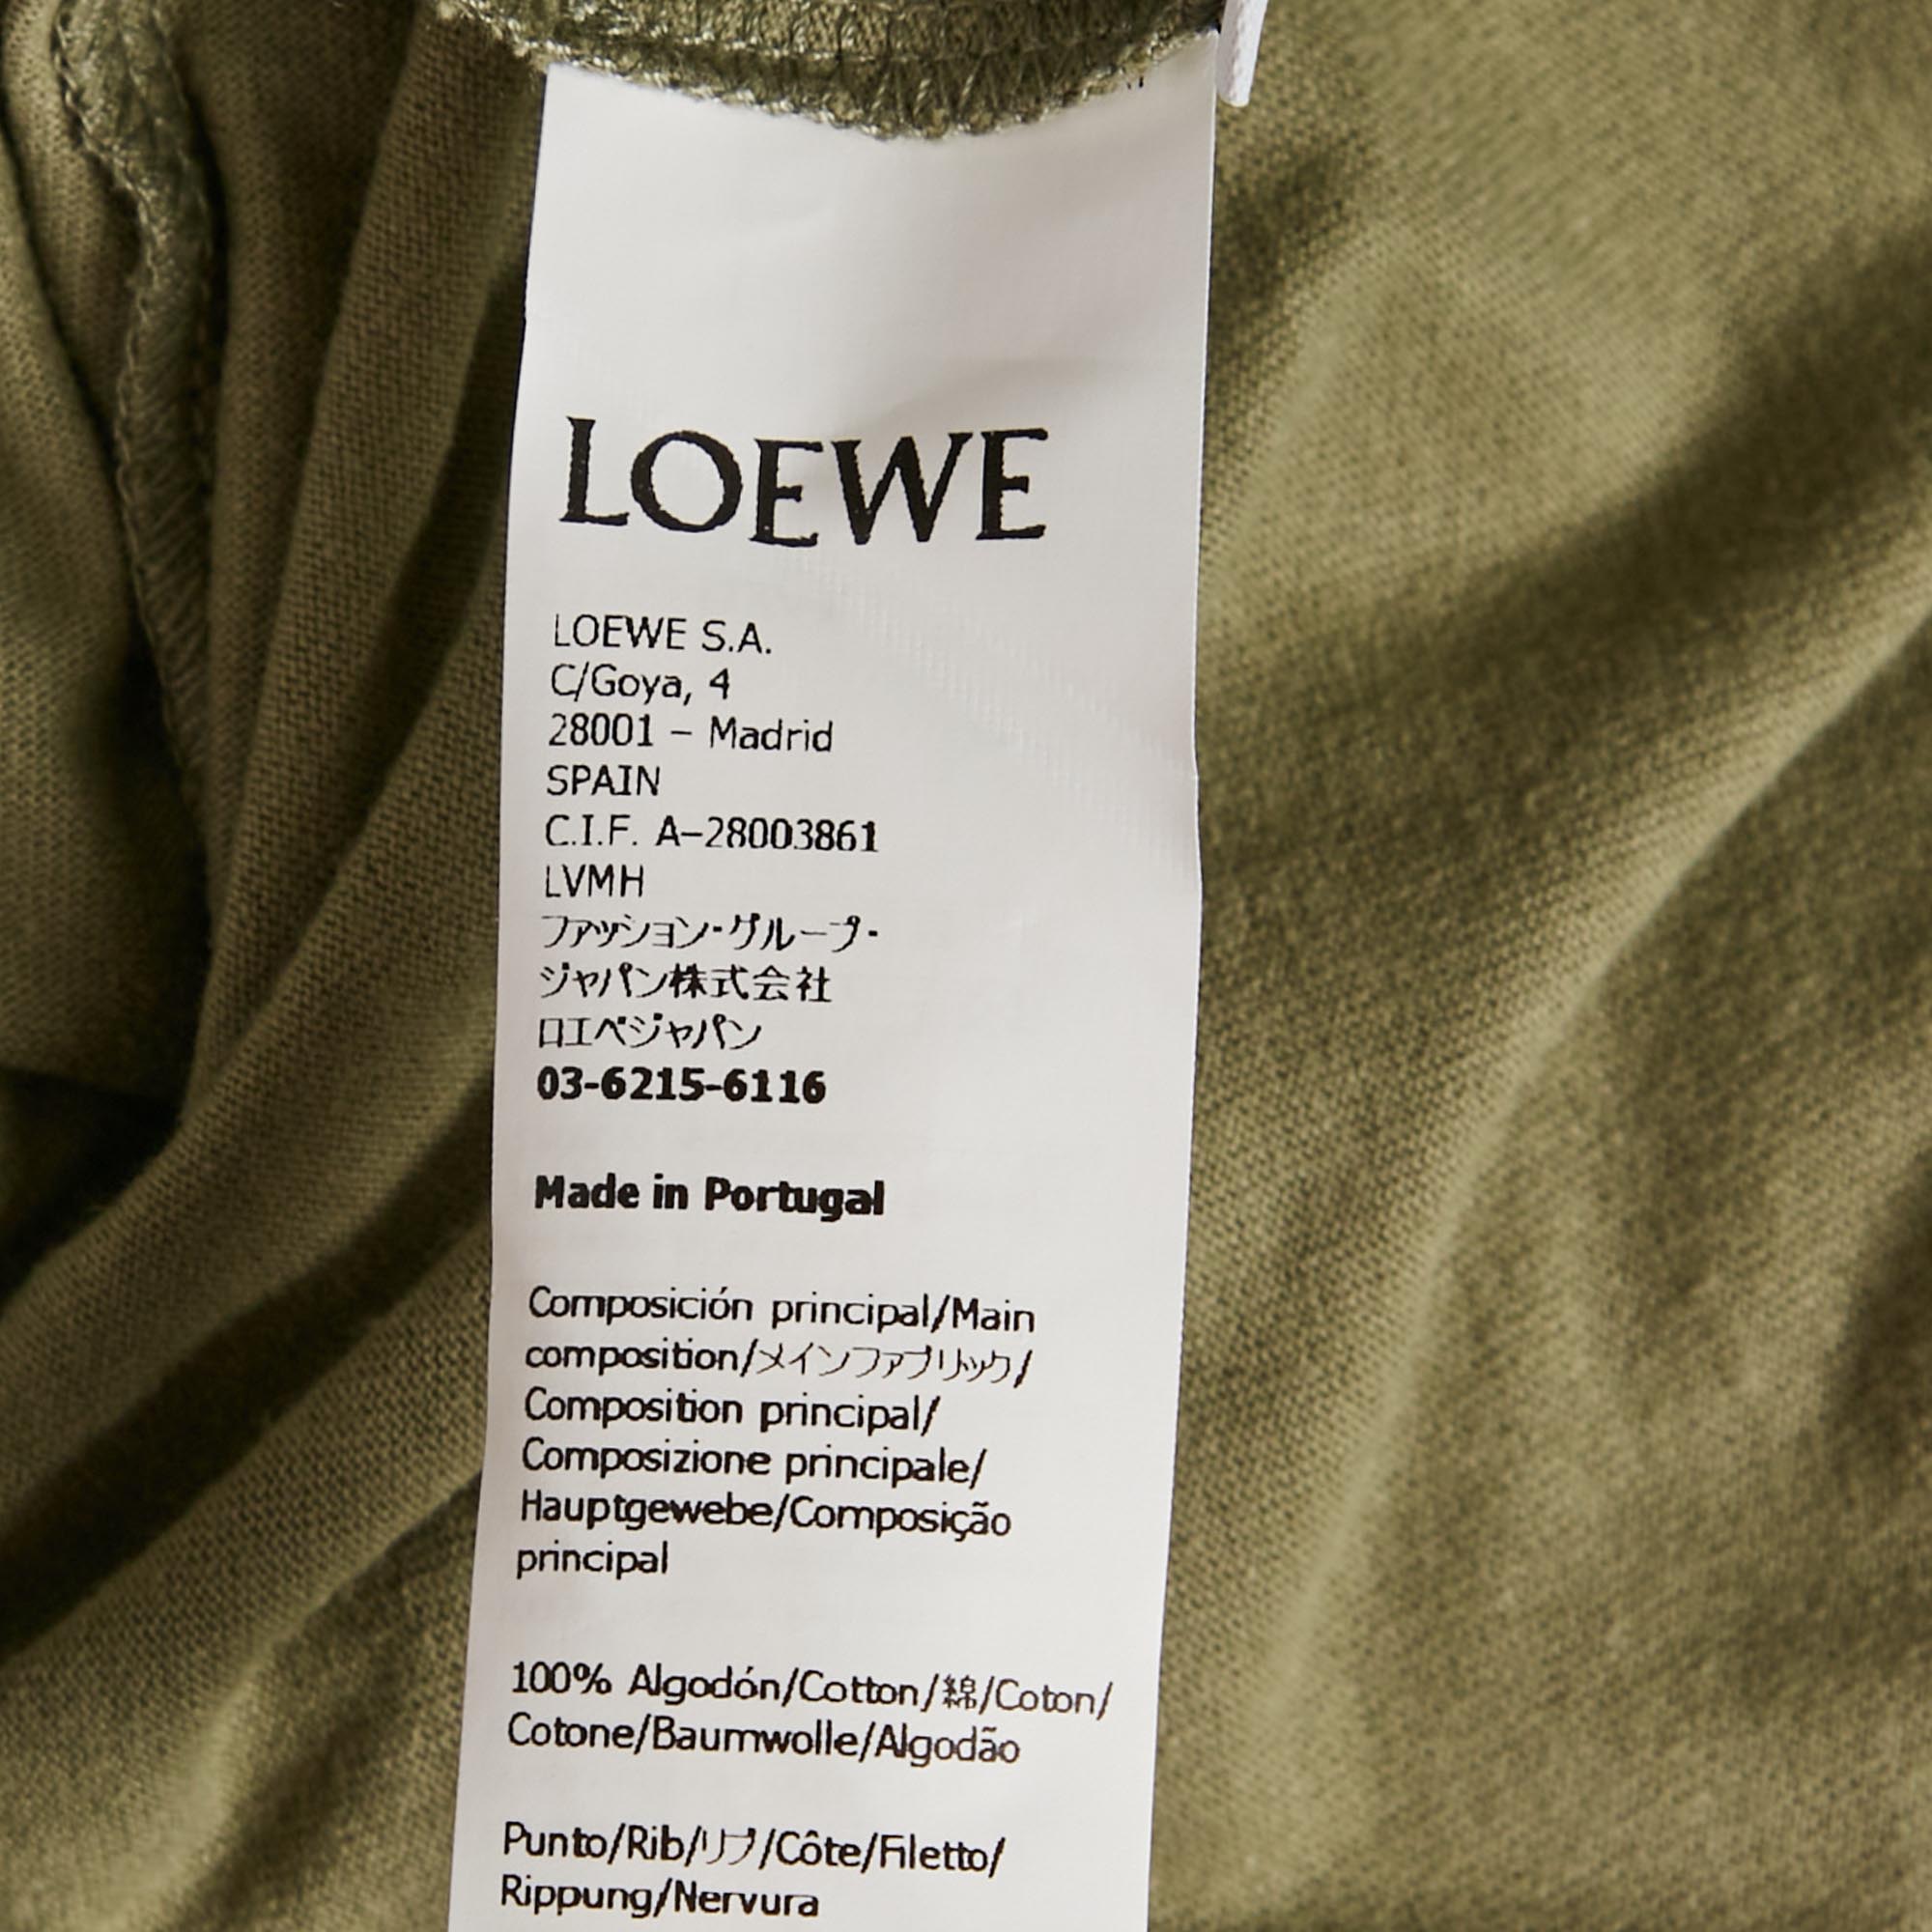 LOEWE
LOEWE S.A.
C/Goya, 4
28001 – Madrid
SPAIN
C.I.F. A–28003861
LVMH
ファッション・グループ・
ジャパン株式会社
ロエベジャパン
03-6215-6116
Made in Portugal
Composición principal/Main
composition/メインファブリック/
Composition principal/
Composizione principale/
Hauptgewebe/Composição
principal
100% Algodón/Cotton/綿/Coton/
Cotone/Baumwolle/Algodão
Punto/Rib/リブ/Côte/Filetto/
Rippung/Nervura